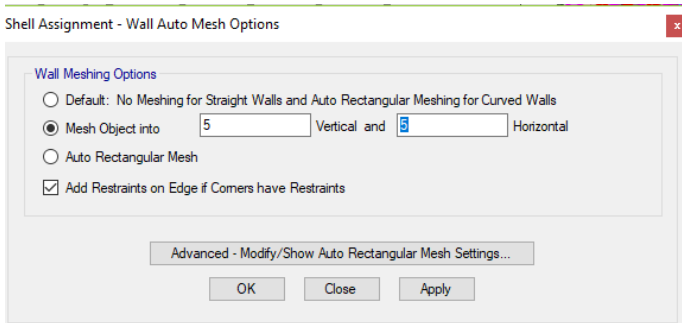 Shell Assignment - Wall Auto Mesh Options
x
Wall Meshing Options
Default: No Meshing for Straight Walls and Auto Rectangular Meshing for Curved Walls
Mesh Object into 5 Vertical and 5 Horizontal
Auto Rectangular Mesh
Add Restraints on Edge if Corners have Restraints
Advanced - Modify/Show Auto Rectangular Mesh Settings...
OK Close Apply